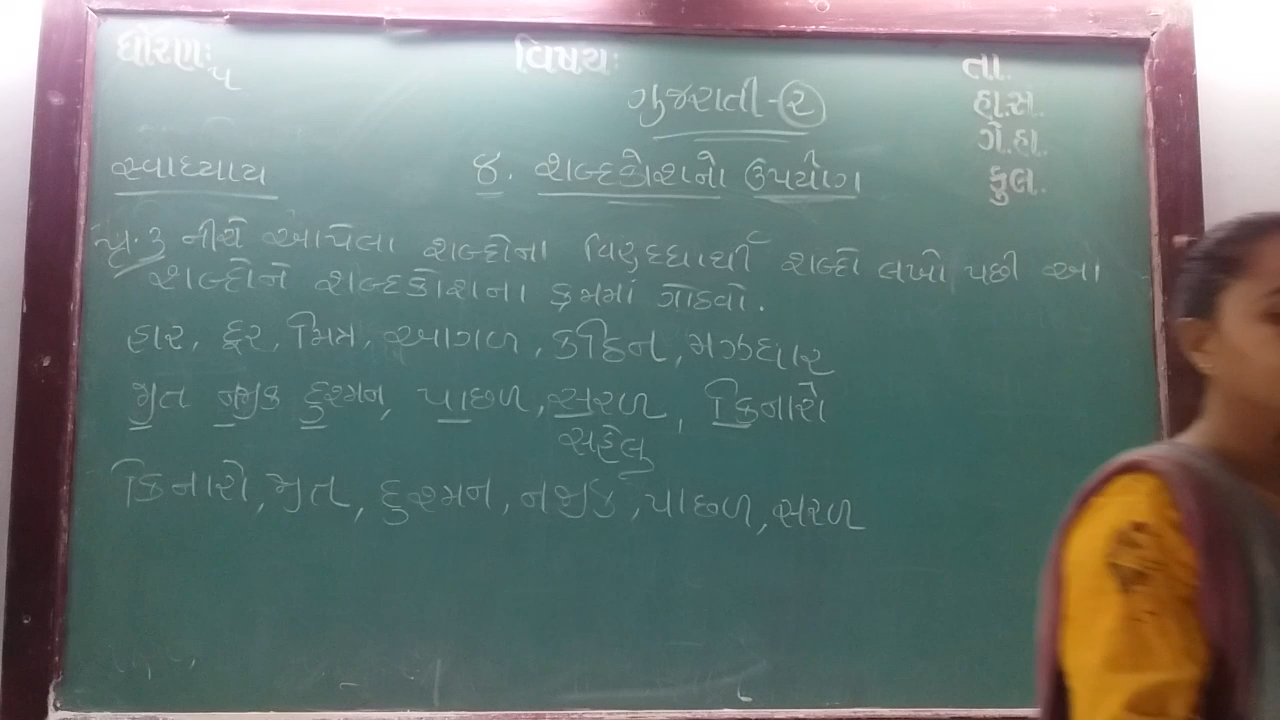 ધોરણ: ૫
વિષય:
તા.
ગુજરાતી-૨
હા.સં.
ગે.હા.
કુલ.
સ્વાધ્યાય
૪. શબ્દકોશનો ઉપયોગ
પ્ર.૩ નીચે આપેલા શબ્દોના વિરુદ્ધાર્થી શબ્દો લખો પછી આ
શબ્દોને શબ્દકોશના ક્રમમાં ગોઠવો.
હાર, દૂર, મિત્ર, આગળ, કઠિન, મઝધાર
જીત નજીક દુશ્મન, પાછળ, સરળ, કિનારો
સહેલુ
કિનારો, જીત, દુશ્મન, નજીક, પાછળ, સરળ